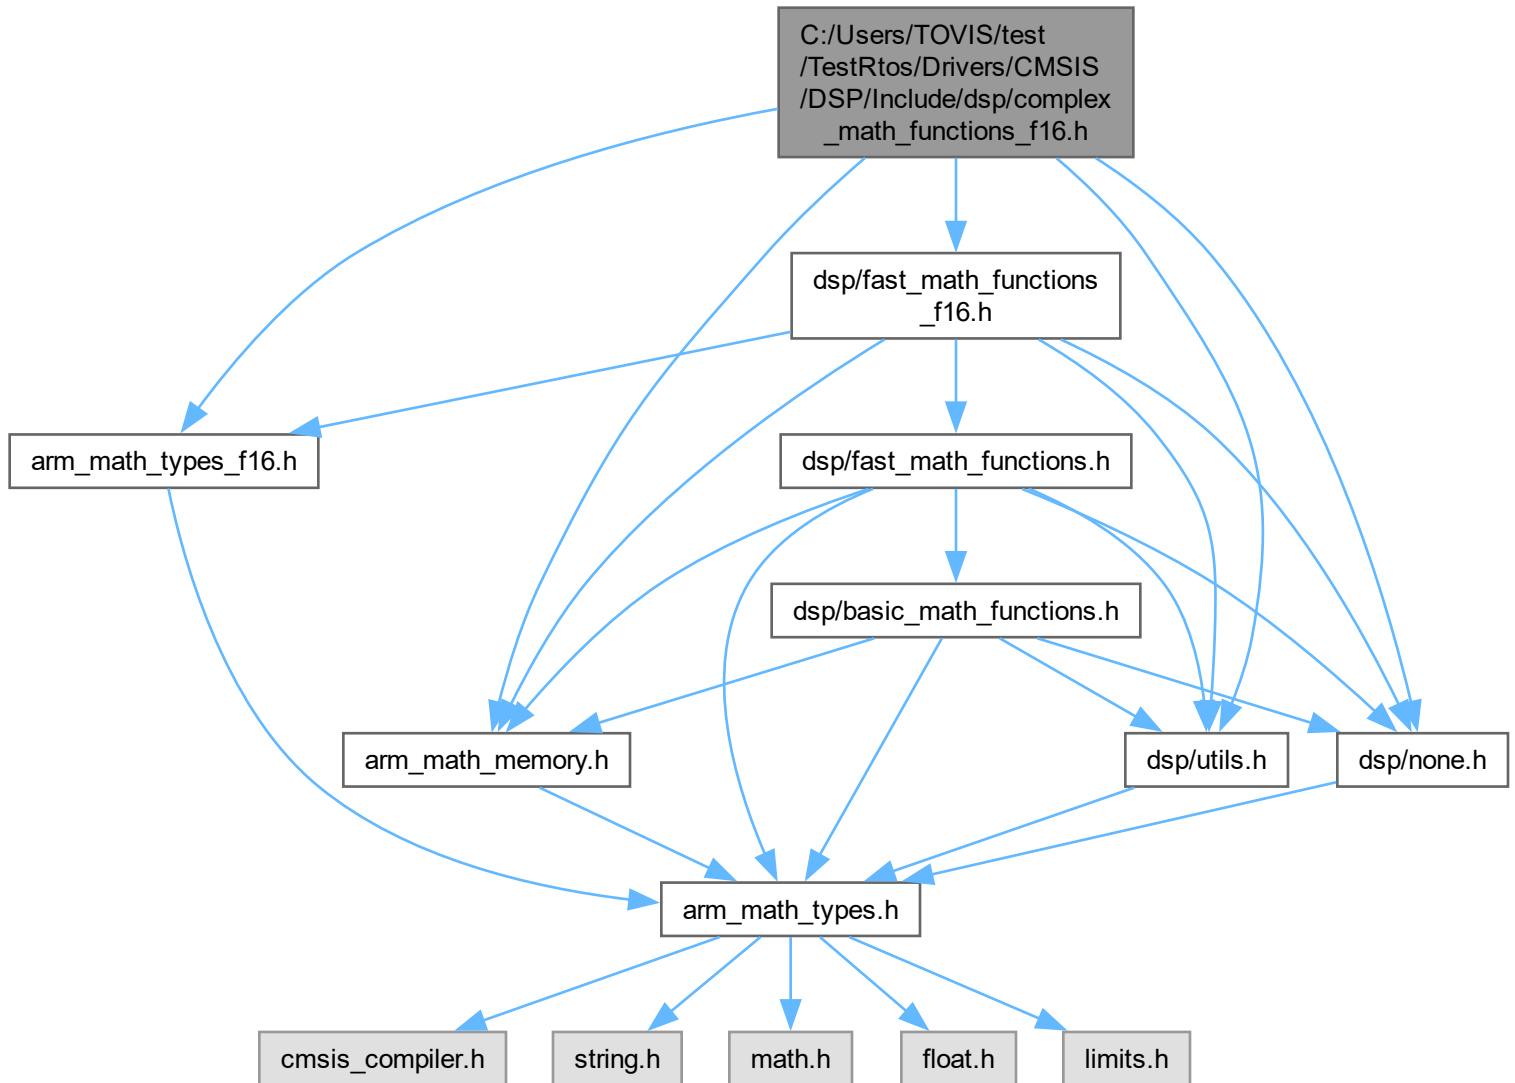 C:/Users/TOVIS/test
/TestRtos/Drivers/CMSIS
/DSP/Include/dsp/complex
_math_functions_f16.h
dsp/fast_math_functions
_f16.h
arm_math_types_f16.h
dsp/fast_math_functions.h
dsp/basic_math_functions.h
arm_math_memory.h
dsp/utils.h
dsp/none.h
arm_math_types.h
cmsis_compiler.h
string.h
math.h
float.h
limits.h